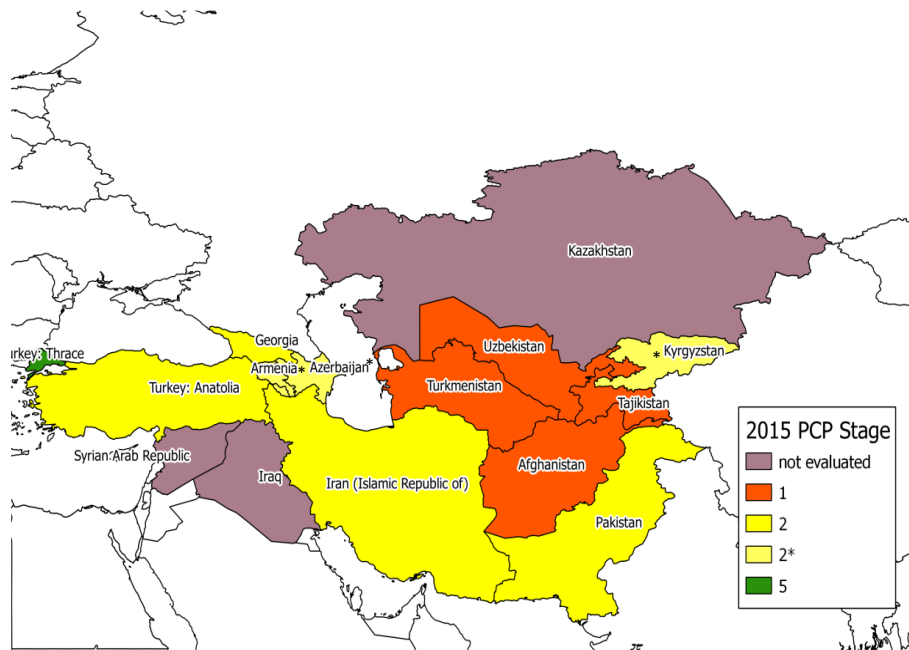 Kazakhstan
Georgia
urkey: Thrace
Uzbekistan
* Kyrgyzstan
Armenia* Azerbaijan*
Turkey: Anatolia
Turkmenistan
Tajikistan
Syrian Arab Republic
Afghanistan
Iraq
Iran (Islamic Republic of)
Pakistan
2015 PCP Stage
not evaluated
1
2
2*
5